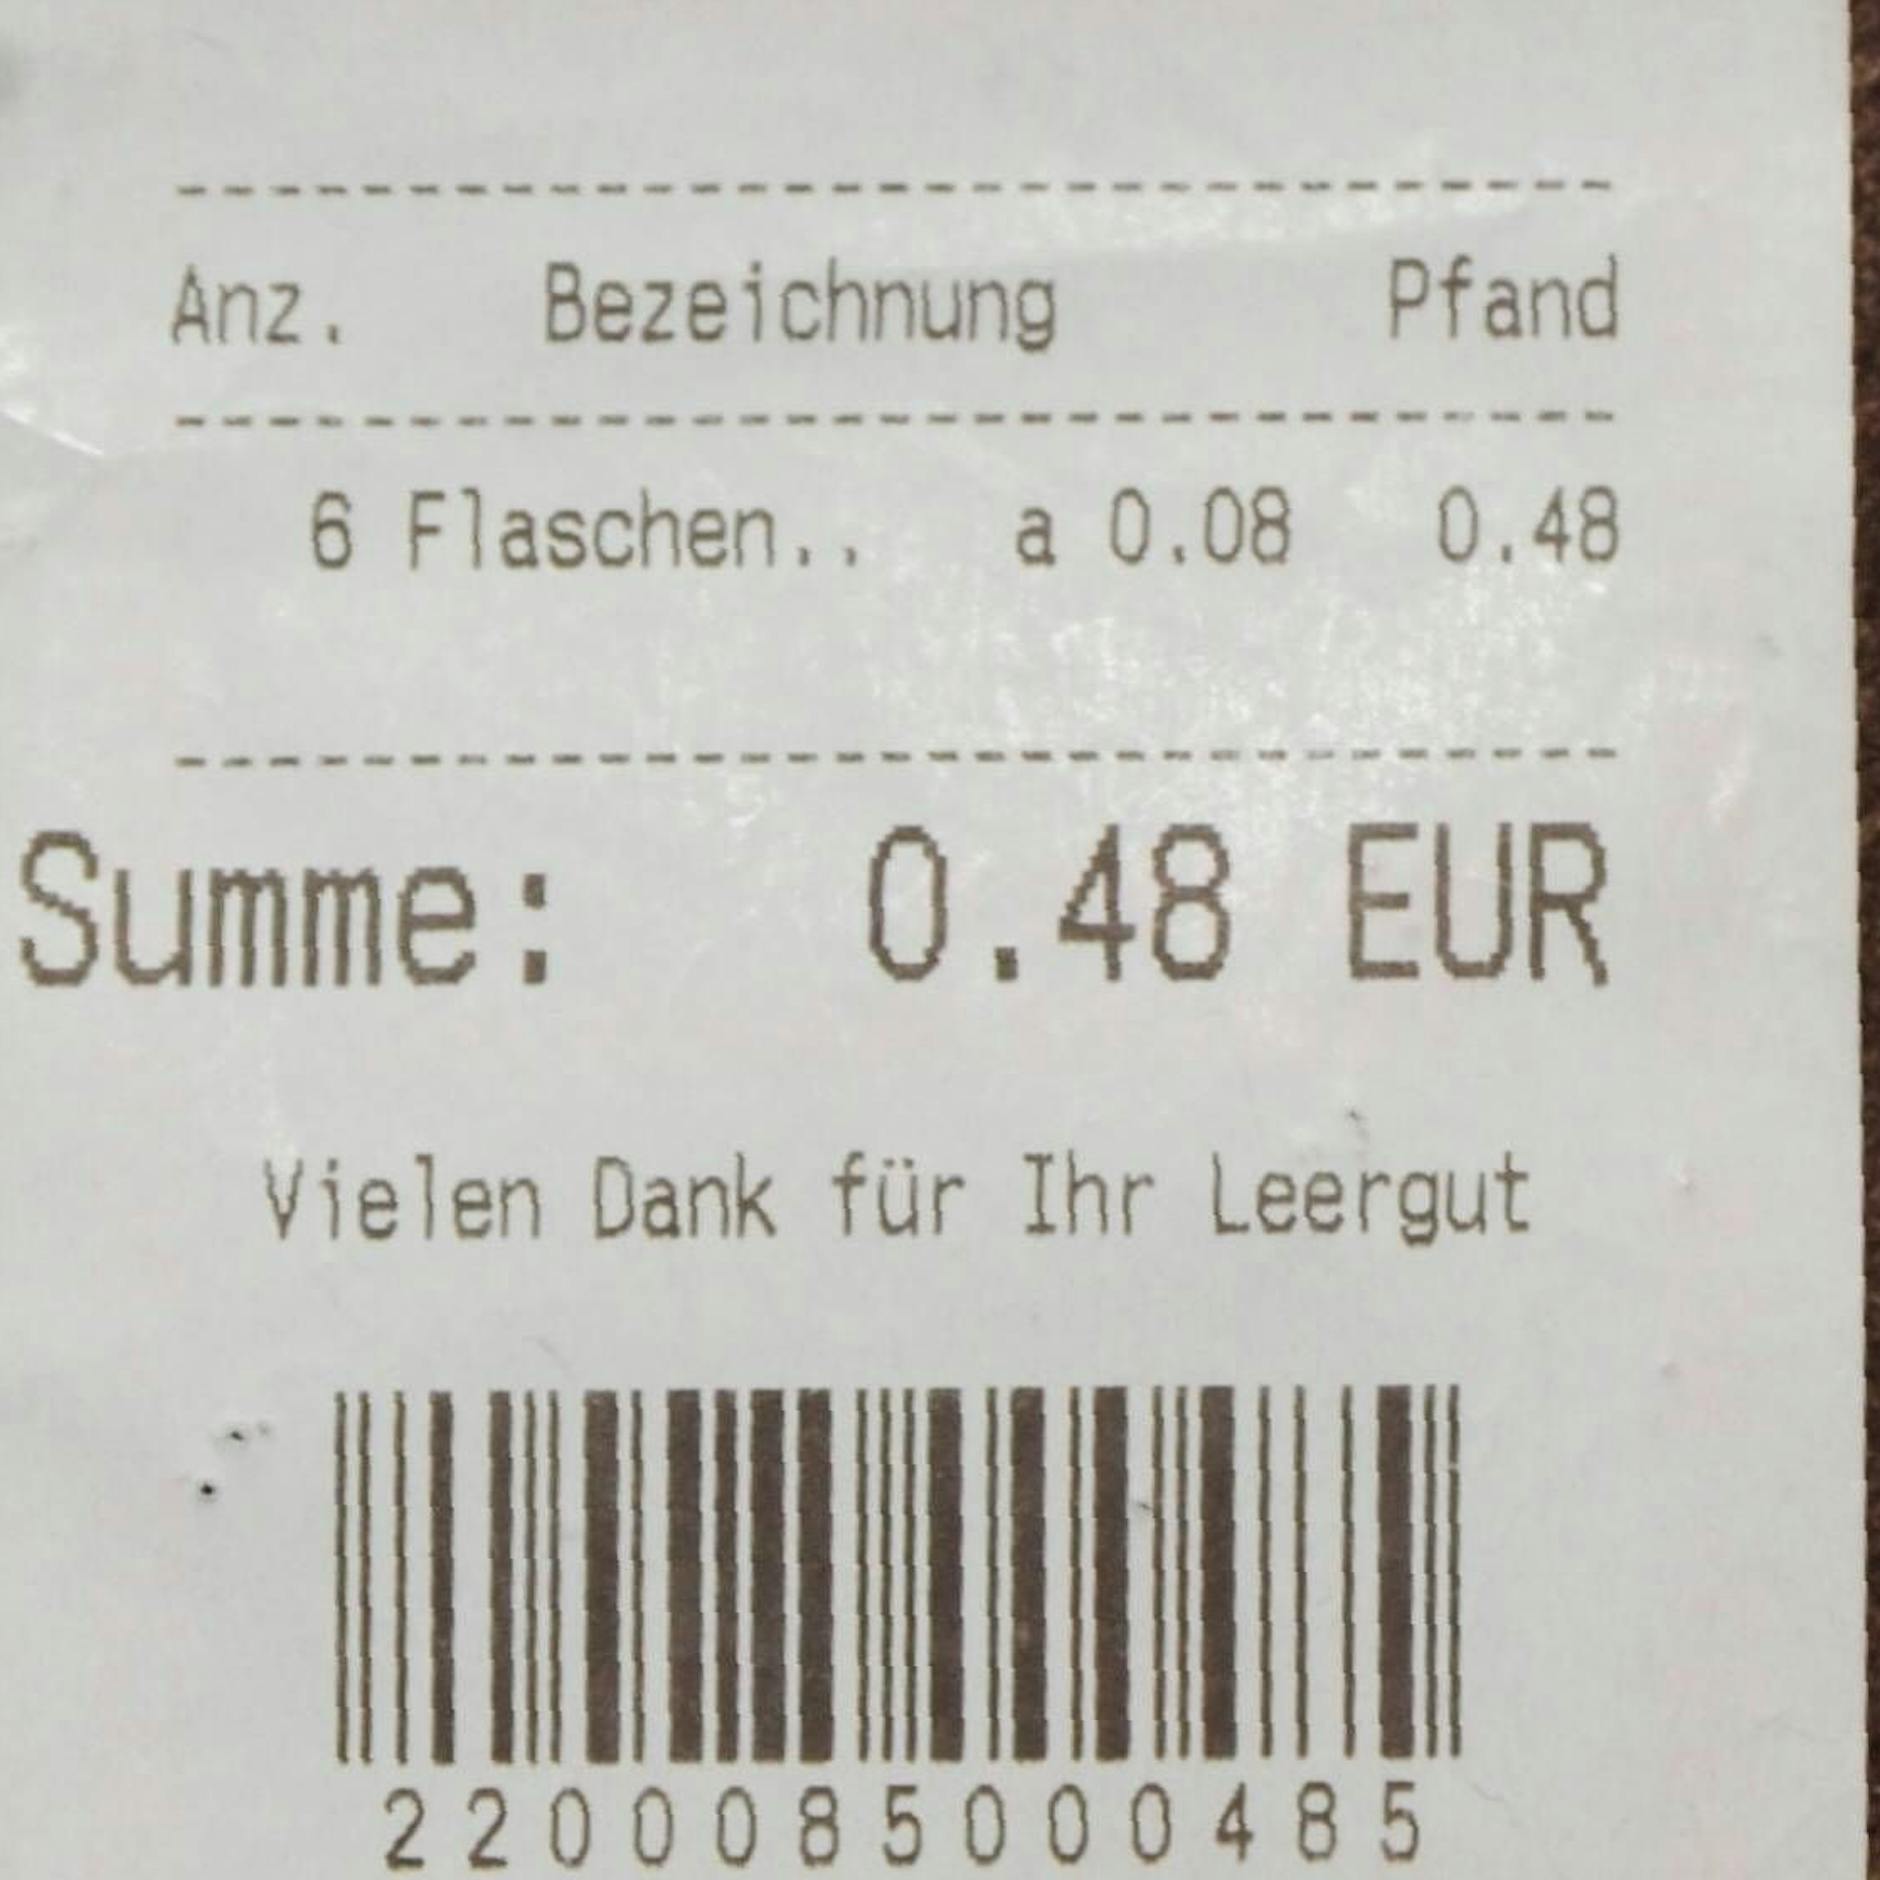 Anz. Bezeichnung Pfand
6 Flaschen.. a 0.08 0.48
Summe: 0.48 EUR
Vielen Dank für Ihr Leergut
2200085000485